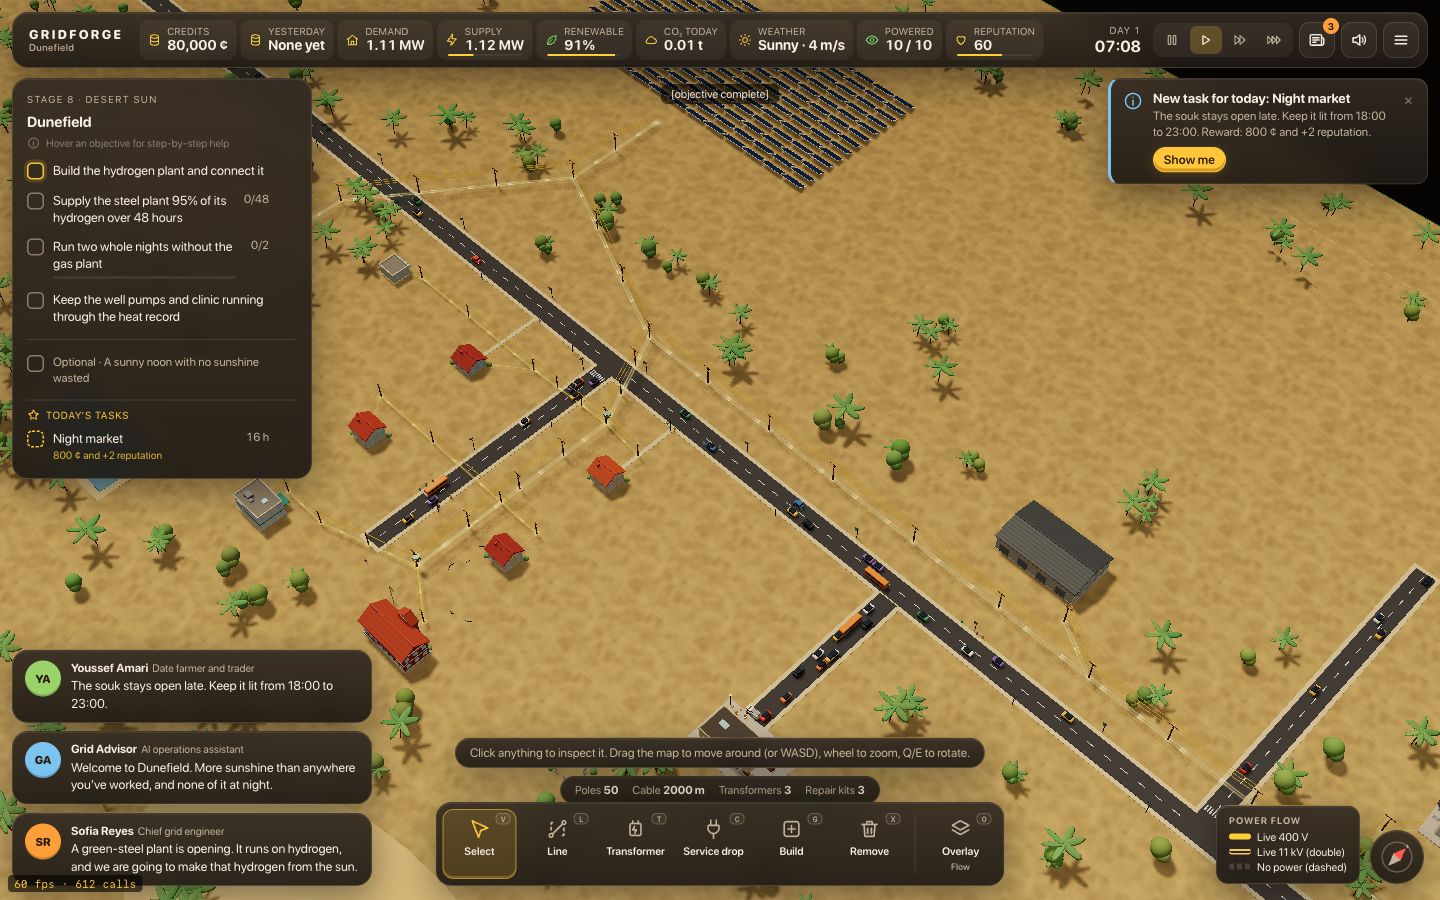 GRIDFORGE
Dunefield
CREDITS
80,000 ¢
YESTERDAY
None yet
DEMAND
1.11 MW
SUPPLY
1.12 MW
RENEWABLE
91%
CO₂ TODAY
0.01 t
WEATHER
Sunny · 4 m/s
POWERED
10 / 10
REPUTATION
60
DAY 1
07:08
3
STAGE 8 · DESERT SUN
Dunefield
Hover an objective for step-by-step help
Build the hydrogen plant and connect it
Supply the steel plant 95% of its 0/48
hydrogen over 48 hours
Run two whole nights without the 0/2
gas plant
Keep the well pumps and clinic running
through the heat record
Optional · A sunny noon with no sunshine
wasted
TODAY'S TASKS
Night market 16 h
800 ¢ and +2 reputation
[objective complete]
New task for today: Night market
The souk stays open late. Keep it lit from 18:00
to 23:00. Reward: 800 ¢ and +2 reputation.
Show me
YA
Youssef Amari Date farmer and trader
The souk stays open late. Keep it lit from 18:00 to
23:00.
GA
Grid Advisor AI operations assistant
Welcome to Dunefield. More sunshine than anywhere
you've worked, and none of it at night.
SR
Sofia Reyes Chief grid engineer
A green-steel plant is opening. It runs on hydrogen,
and we are going to make that hydrogen from the sun.
60 fps · 612 calls
Click anything to inspect it. Drag the map to move around (or WASD), wheel to zoom, Q/E to rotate.
Poles 50 Cable 2000 m Transformers 3 Repair kits 3
V
Select
L
Line
T
Transformer
C
Service drop
G
Build
X
Remove
O
Overlay
Flow
POWER FLOW
Live 400 V
Live 11 kV (double)
No power (dashed)